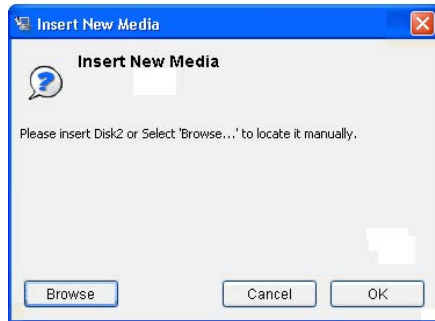 Insert New Media
Insert New Media
Please insert Disk2 or Select 'Browse...' to locate it manually.
Browse Cancel OK